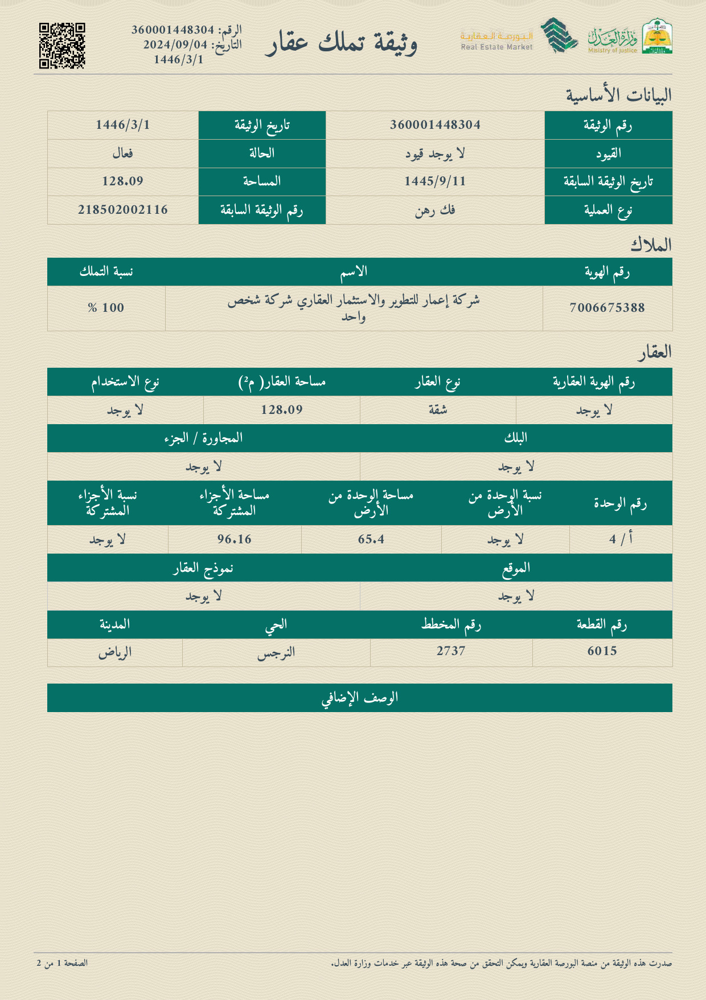 وزارة العدل
Ministry of justice
البورصة العقارية
Real Estate Market
وثيقة تملك عقار
الرقم: 360001448304
التاريخ: 2024/09/04
1446/3/1
البيانات الأساسية
رقم الوثيقة 360001448304 تاريخ الوثيقة 1446/3/1
القيود لا يوجد قيود الحالة فعال
تاريخ الوثيقة السابقة 1445/9/11 المساحة 128.09
نوع العملية فك رهن رقم الوثيقة السابقة 218502002116
الملاك
رقم الهوية الاسم نسبة التملك
7006675388 شركة إعمار للتطوير والاستثمار العقاري شركة شخص واحد 100 %
العقار
رقم الهوية العقارية نوع العقار مساحة العقار( م²) نوع الاستخدام
لا يوجد شقة 128.09 لا يوجد
البلك المجاورة / الجزء
لا يوجد لا يوجد
رقم الوحدة نسبة الوحدة من الأرض مساحة الوحدة من الأرض مساحة الأجزاء المشتركة نسبة الأجزاء المشتركة
أ / 4 لا يوجد 65.4 96.16 لا يوجد
الموقع نموذج العقار
لا يوجد لا يوجد
رقم القطعة رقم المخطط الحي المدينة
6015 2737 النرجس الرياض
الوصف الإضافي
صدرت هذه الوثيقة من منصة البورصة العقارية ويمكن التحقق من صحة هذه الوثيقة عبر خدمات وزارة العدل.
الصفحة 1 من 2